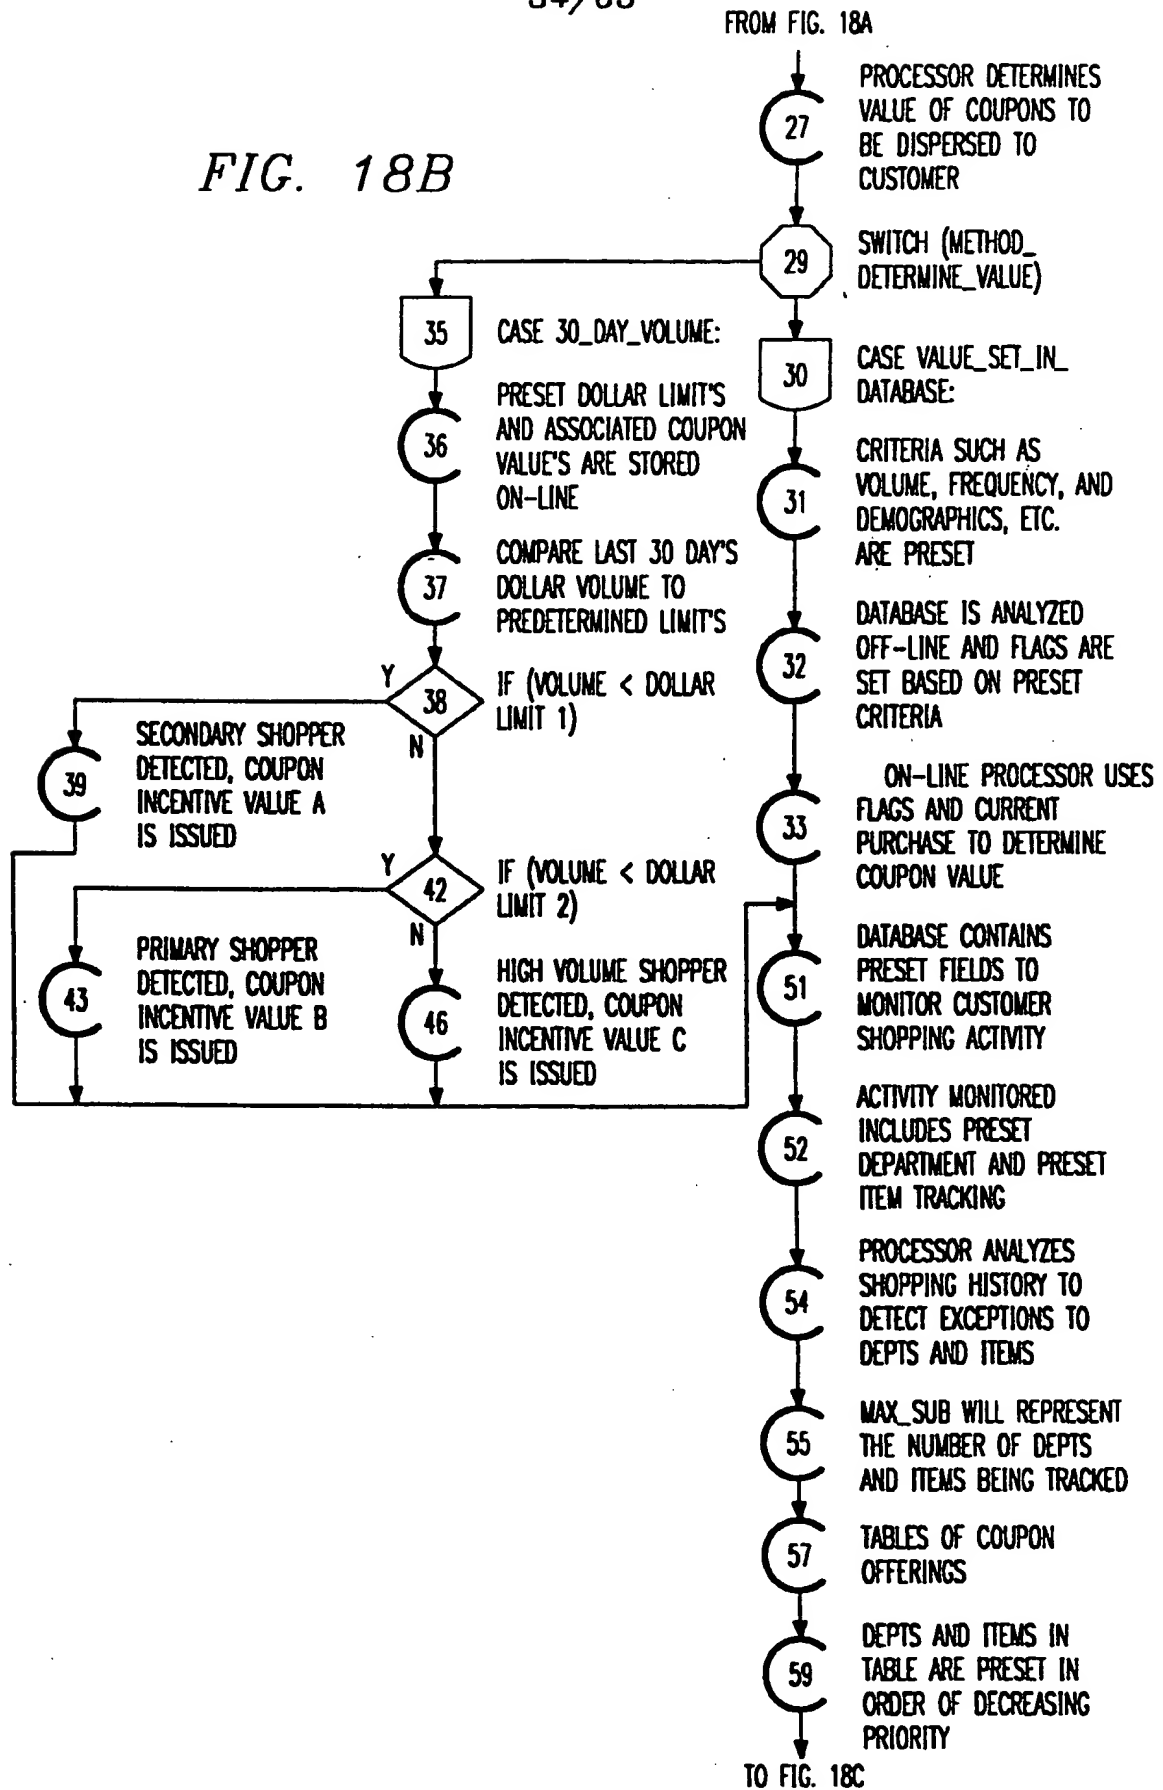 FROM FIG. 18A
FIG. 18B
27
PROCESSOR DETERMINES
VALUE OF COUPONS TO
BE DISPERSED TO
CUSTOMER
29
SWITCH (METHOD_
DETERMINE_VALUE)
35
CASE 30_DAY_VOLUME:
30
CASE VALUE_SET_IN_
DATABASE:
36
PRESET DOLLAR LIMIT'S
AND ASSOCIATED COUPON
VALUE'S ARE STORED
ON-LINE
31
CRITERIA SUCH AS
VOLUME, FREQUENCY, AND
DEMOGRAPHICS, ETC.
ARE PRESET
37
COMPARE LAST 30 DAY'S
DOLLAR VOLUME TO
PREDETERMINED LIMIT'S
32
DATABASE IS ANALYZED
OFF-LINE AND FLAGS ARE
SET BASED ON PRESET
CRITERIA
Y
38
N
IF (VOLUME < DOLLAR
LIMIT 1)
39
SECONDARY SHOPPER
DETECTED, COUPON
INCENTIVE VALUE A
IS ISSUED
33
ON-LINE PROCESSOR USES
FLAGS AND CURRENT
PURCHASE TO DETERMINE
COUPON VALUE
Y
42
N
IF (VOLUME < DOLLAR
LIMIT 2)
43
PRIMARY SHOPPER
DETECTED, COUPON
INCENTIVE VALUE B
IS ISSUED
46
HIGH VOLUME SHOPPER
DETECTED, COUPON
INCENTIVE VALUE C
IS ISSUED
51
DATABASE CONTAINS
PRESET FIELDS TO
MONITOR CUSTOMER
SHOPPING ACTIVITY
52
ACTIVITY MONITORED
INCLUDES PRESET
DEPARTMENT AND PRESET
ITEM TRACKING
54
PROCESSOR ANALYZES
SHOPPING HISTORY TO
DETECT EXCEPTIONS TO
DEPTS AND ITEMS
55
MAX_SUB WILL REPRESENT
THE NUMBER OF DEPTS
AND ITEMS BEING TRACKED
57
TABLES OF COUPON
OFFERINGS
59
DEPTS AND ITEMS IN
TABLE ARE PRESET IN
ORDER OF DECREASING
PRIORITY
TO FIG. 18C